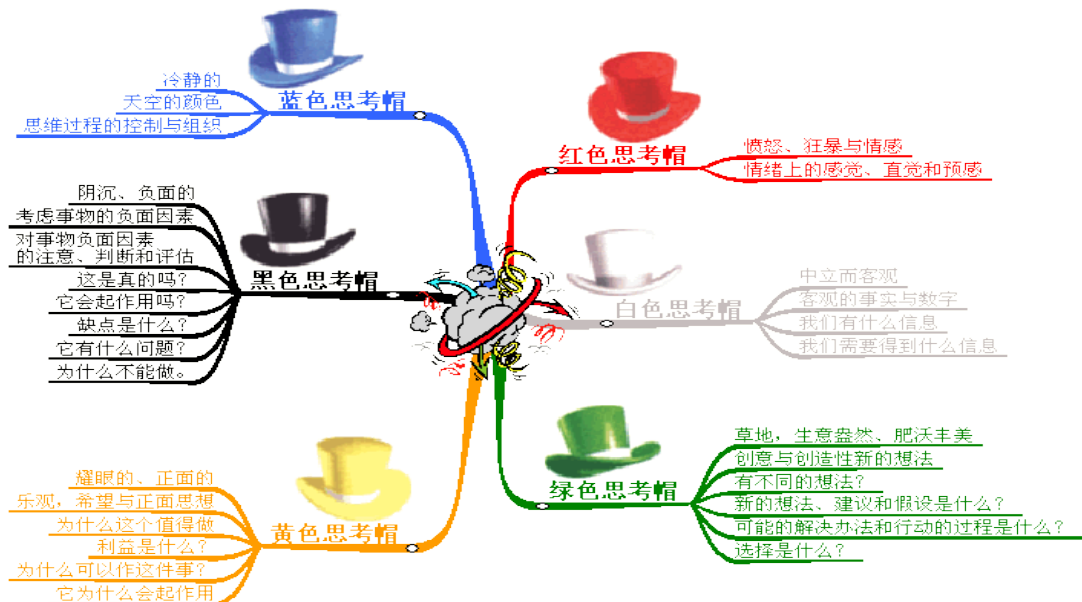 蓝色思考帽
冷静的
天空的颜色
思维过程的控制与组织
红色思考帽
愤怒、狂暴与情感
情绪上的感觉、直觉和预感
黑色思考帽
阴沉、负面的
考虑事物的负面因素
对事物负面因素
的注意、判断和评估
这是真的吗?
它会起作用吗?
缺点是什么?
它有什么问题?
为什么不能做。
白色思考帽
中立而客观
客观的事实与数字
我们有什么信息
我们需要得到什么信息
黄色思考帽
耀眼的、正面的
乐观，希望与正面思想
为什么这个值得做
利益是什么?
为什么可以作这件事?
它为什么会起作用
绿色思考帽
草地，生意盎然、肥沃丰美
创意与创造性新的想法
有不同的想法?
新的想法、建议和假设是什么?
可能的解决办法和行动的过程是什么?
选择是什么?